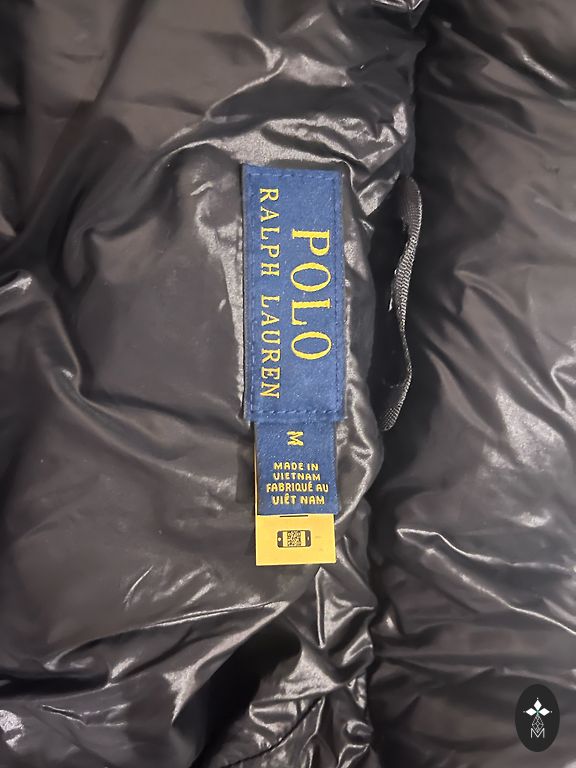 POLO
RALPH LAUREN
M
MADE IN
VIETNAM
FABRIQUÉ AU
VIÊT NAM
M